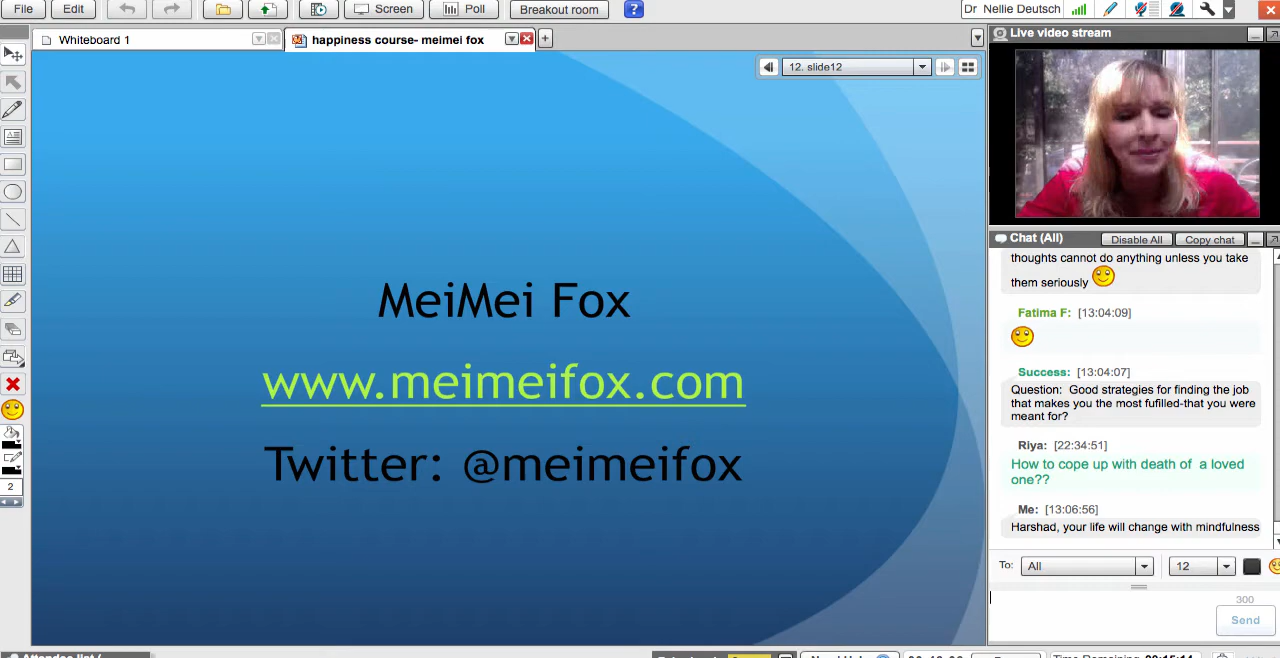 File Edit Screen Poll Breakout room ? Dr Nellie Deutsch
Whiteboard 1 happiness course- meimei fox +
Live video stream
12. slide12
MeiMei Fox
www.meimeifox.com
Twitter: @meimeifox
2
Chat (All) Disable All Copy chat
thoughts cannot do anything unless you take
them seriously
Fatima F: [13:04:09]
Success: [13:04:07]
Question: Good strategies for finding the job
that makes you the most fufilled-that you were
meant for?
Riya: [22:34:51]
How to cope up with death of a loved
one??
Me: [13:06:56]
Harshad, your life will change with mindfulness
To: All 12
300
Send